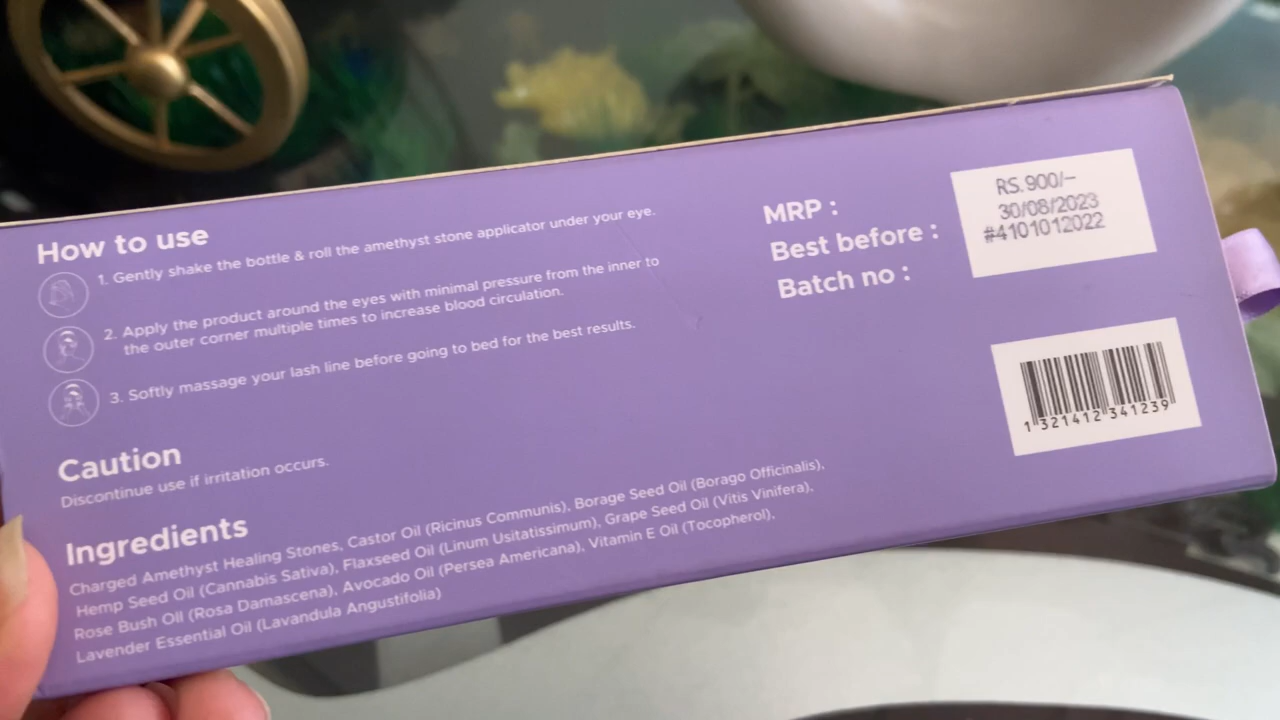 How to use
1. Gently shake the bottle & roll the amethyst stone applicator under your eye.
2. Apply the product around the eyes with minimal pressure from the inner to
the outer corner multiple times to increase blood circulation.
3. Softly massage your lash line before going to bed for the best results.
Caution
Discontinue use if irritation occurs.
Ingredients
Charged Amethyst Healing Stones, Castor Oil (Ricinus Communis), Borage Seed Oil (Borago Officinalis),
Hemp Seed Oil (Cannabis Sativa), Flaxseed Oil (Linum Usitatissimum), Grape Seed Oil (Vitis Vinifera),
Rose Bush Oil (Rosa Damascena), Avocado Oil (Persea Americana), Vitamin E Oil (Tocopherol),
Lavender Essential Oil (Lavandula Angustifolia)
MRP :
Best before :
Batch no :
RS. 900/-
30/08/2023
#4101012022
1 321412 341239